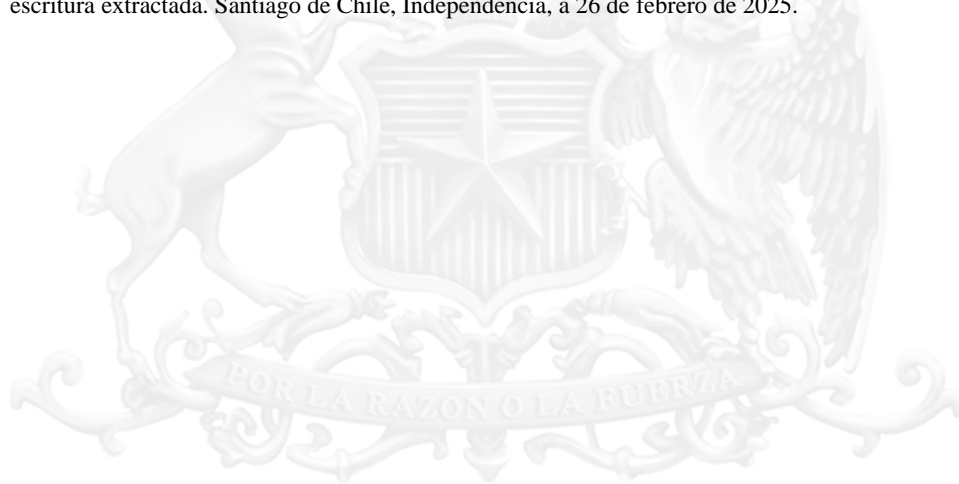 escritura extractada. Santiago de Chile, Independencia, a 26 de febrero de 2025.
POR LA RAZON O LA FUERZA